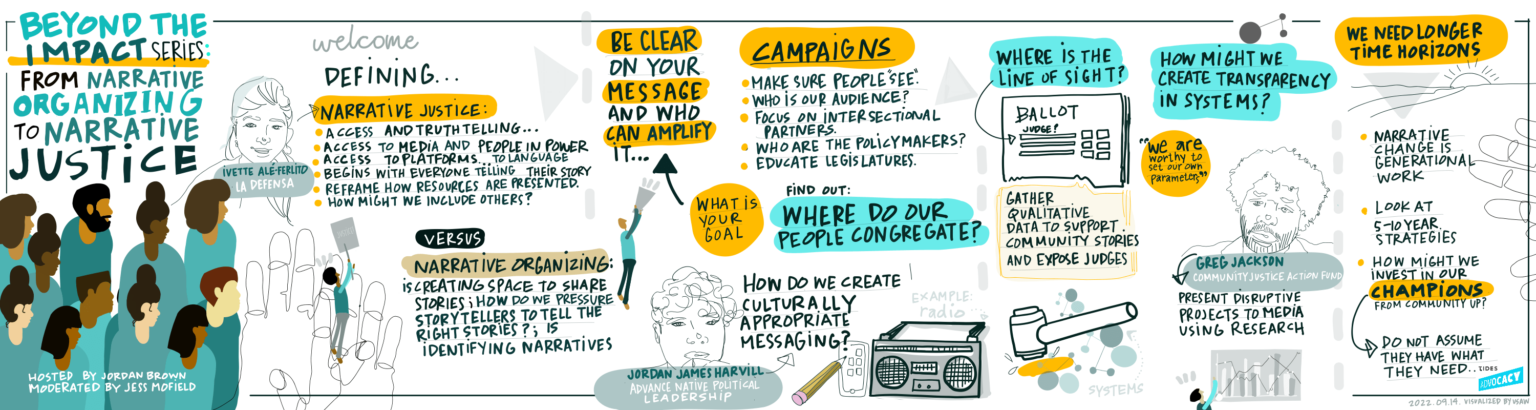 BEYOND THE
IMPACT SERIES:
FROM NARRATIVE
ORGANIZING
TO NARRATIVE
JUSTICE
HOSTED BY JORDAN BROWN
MODERATED BY JESS MOFIELD
welcome
DEFINING...
NARRATIVE JUSTICE:
ACCESS AND TRUTH TELLING...
ACCESS TO MEDIA AND PEOPLE IN POWER
ACCESS TO PLATFORMS... TO LANGUAGE
BEGINS WITH EVERYONE TELLING THEIR STORY
REFRAME HOW RESOURCES ARE PRESENTED.
HOW MIGHT WE INCLUDE OTHERS?
IVETTE ALÉ-FERLITO
LA DEFENSA
VERSUS
NARRATIVE ORGANIZING:
IS CREATING SPACE TO SHARE
STORIES; HOW DO WE PRESSURE
STORYTELLERS TO TELL THE
RIGHT STORIES?; IS
IDENTIFYING NARRATIVES
BE CLEAR
ON YOUR
MESSAGE
AND WHO
CAN AMPLIFY
IT...
WHAT IS
YOUR
GOAL
CAMPAIGNS
MAKE SURE PEOPLE "SEE".
WHO IS OUR AUDIENCE?
FOCUS ON INTERSECTIONAL
PARTNERS.
WHO ARE THE POLICYMAKERS?
EDUCATE LEGISLATURES.
FIND OUT:
WHERE DO OUR
PEOPLE CONGREGATE?
HOW DO WE CREATE
CULTURALLY
APPROPRIATE
MESSAGING?
JORDAN JAMES HARVILL
ADVANCE NATIVE POLITICAL
LEADERSHIP
EXAMPLE:
radio
WHERE IS THE
LINE OF SIGHT?
BALLOT
JUDGE?
GATHER
QUALITATIVE
DATA TO SUPPORT
COMMUNITY STORIES
AND EXPOSE JUDGES
SYSTEMS
HOW MIGHT WE
CREATE TRANSPARENCY
IN SYSTEMS?
"we are
worthy to
set our own
parameters"
GREG JACKSON
COMMUNITY JUSTICE ACTION FUND
PRESENT DISRUPTIVE
PROJECTS TO MEDIA
USING RESEARCH
WE NEED LONGER
TIME HORIZONS
NARRATIVE
CHANGE IS
GENERATIONAL
WORK
LOOK AT
5-10 YEAR
STRATEGIES
HOW MIGHT WE
INVEST IN OUR
CHAMPIONS
FROM COMMUNITY UP?
DO NOT ASSUME
THEY HAVE WHAT
THEY NEED...
TIDES
ADVOCACY
2022.09.14. VISUALIZED BY VSAW